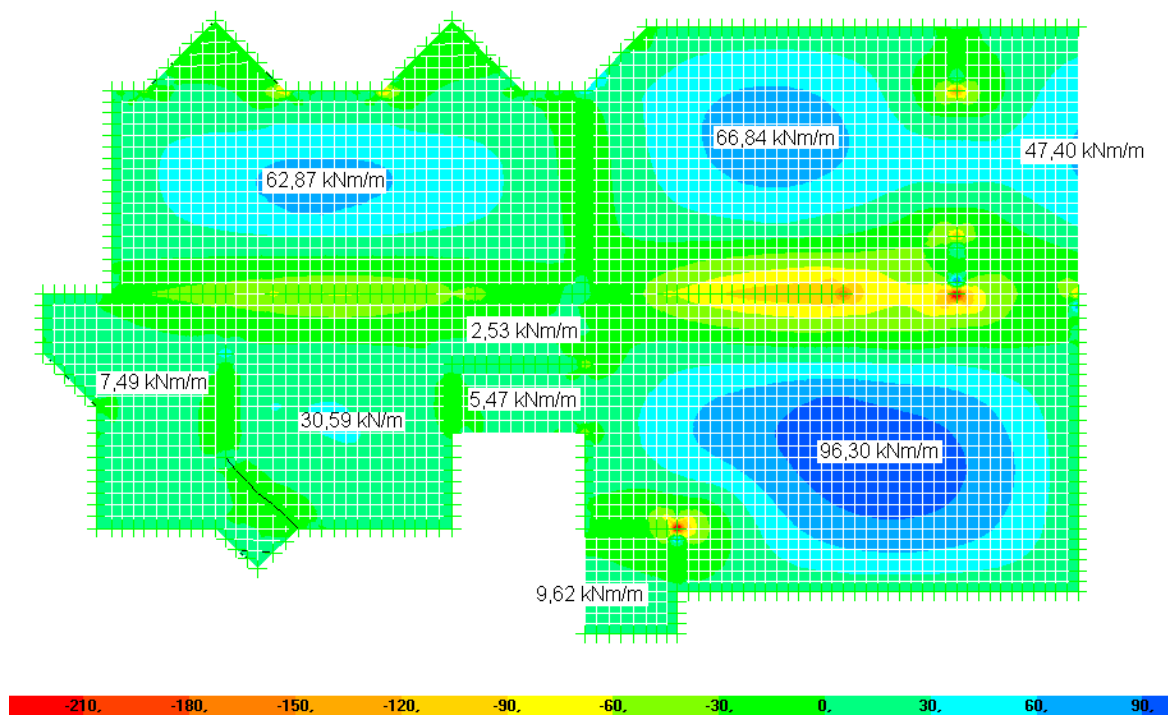 66,84 kNm/m
47,40 kNm/m
62,87 kNm/m
2,53 kNm/m
7,49 kNm/m
5,47 kNm/m
30,59 kN/m
96,30 kNm/m
9,62 kNm/m
-210, -180, -150, -120, -90, -60, -30, 0, 30, 60, 90,